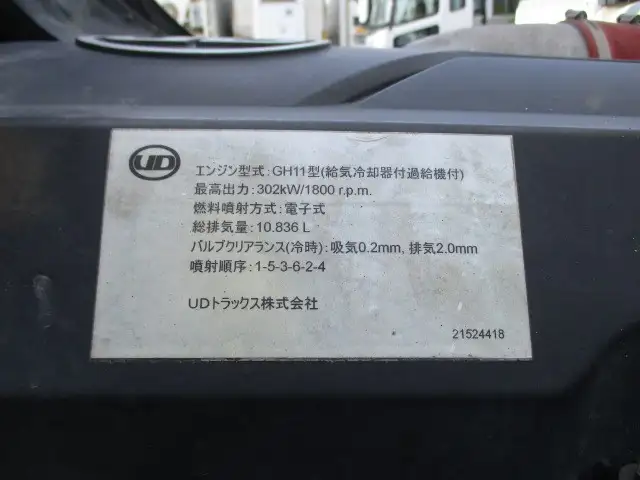 UD
エンジン型式:GH11型(給気冷却器付過給機付)
最高出力:302kW/1800 r.p.m.
燃料噴射方式:電子式
総排気量:10.836 L
バルブクリアランス(冷時):吸気0.2mm, 排気2.0mm
噴射順序:1-5-3-6-2-4
UDトラックス株式会社
21524418